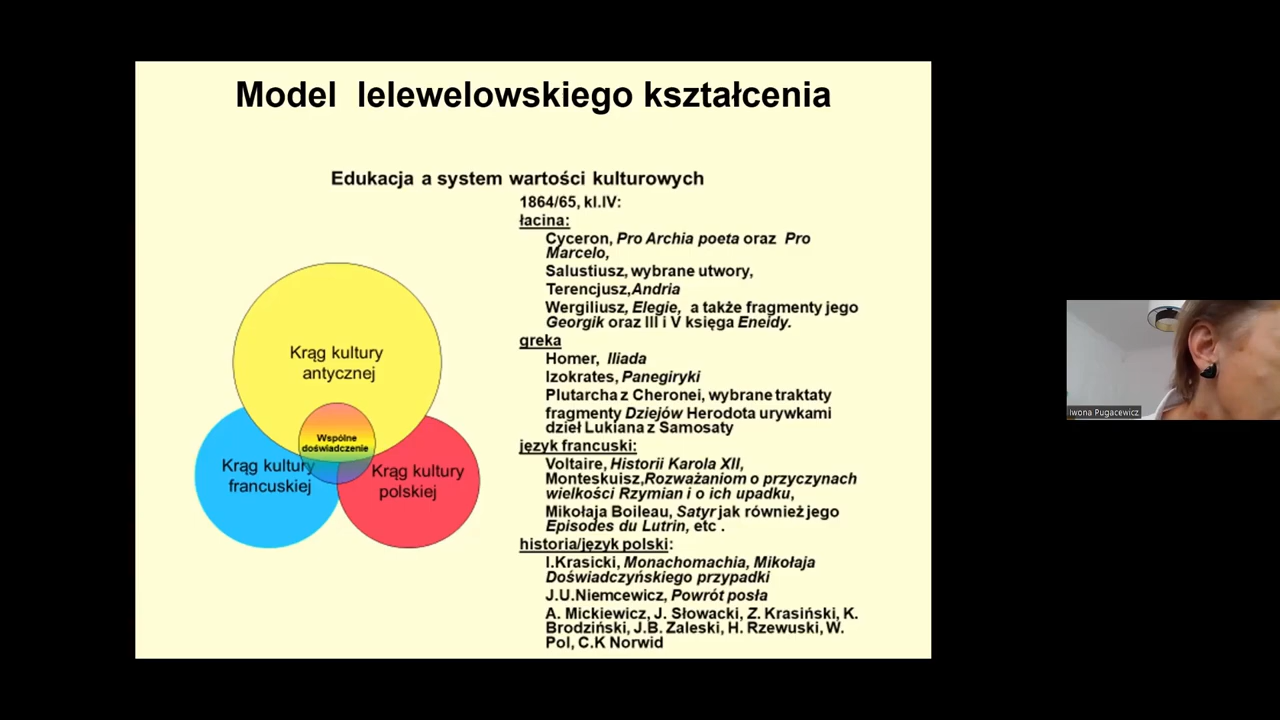 Model lelewelowskiego kształcenia
Edukacja a system wartości kulturowych
1864/65, kl.IV:
łacina:
Cyceron, Pro Archia poeta oraz Pro
Marcelo,
Salustiusz, wybrane utwory,
Terencjusz,Andria
Wergiliusz, Elegie, a także fragmenty jego
Georgik oraz III i V księga Eneidy.
greka
Homer, Iliada
Izokrates, Panegiryki
Plutarcha z Cheronei, wybrane traktaty
fragmenty Dziejów Herodota urywkami
dzieł Lukiana z Samosaty
język francuski:
Voltaire, Historii Karola XII,
Monteskuisz,Rozważaniom o przyczynach
wielkości Rzymian i o ich upadku,
Mikołaja Boileau, Satyr jak również jego
Episodes du Lutrin, etc .
historia/język polski:
I.Krasicki, Monachomachia, Mikołaja
Doświadczyńskiego przypadki
J.U.Niemcewicz, Powrót posła
A. Mickiewicz, J. Słowacki, Z. Krasiński, K.
Brodziński, J.B. Zaleski, H. Rzewuski, W.
Pol, C.K Norwid
Krąg kultury
antycznej
Wspólne
doświadczenie
Krąg kultury
francuskiej
Krąg kultury
polskiej
Iwona Pugacewicz